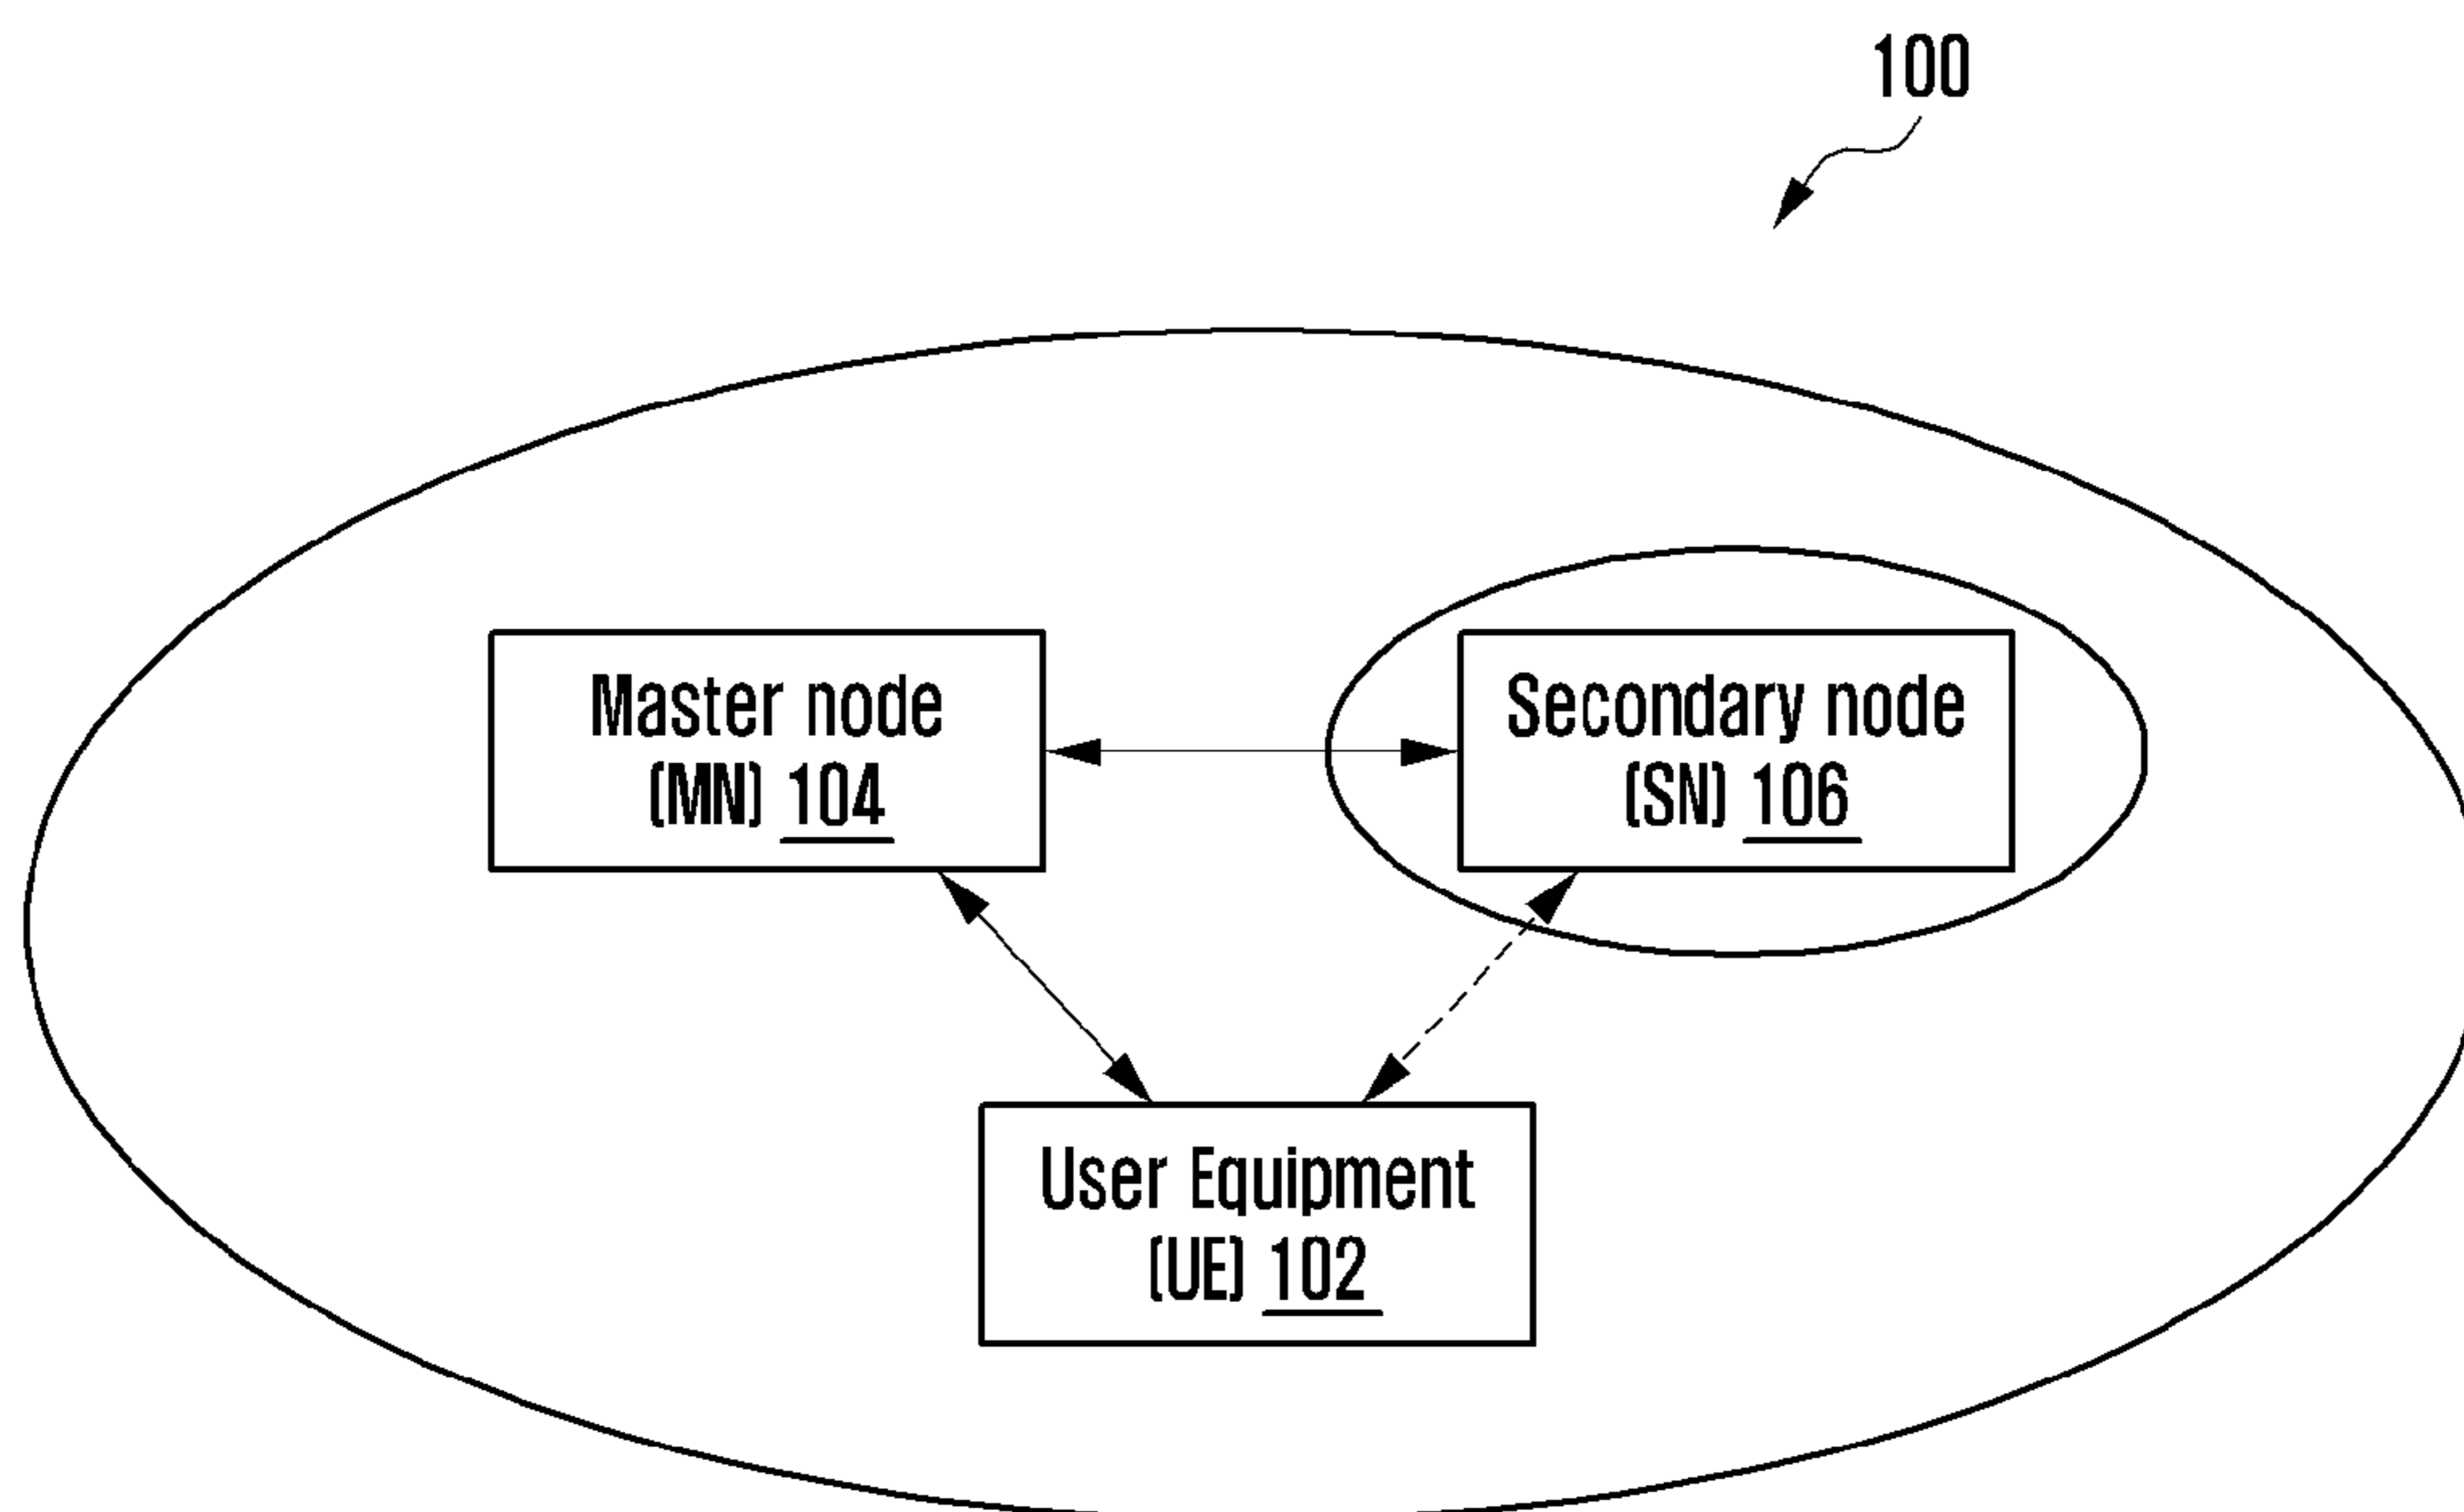 100
Master node
(MN) 104
Secondary node
(SN) 106
User Equipment
(UE) 102